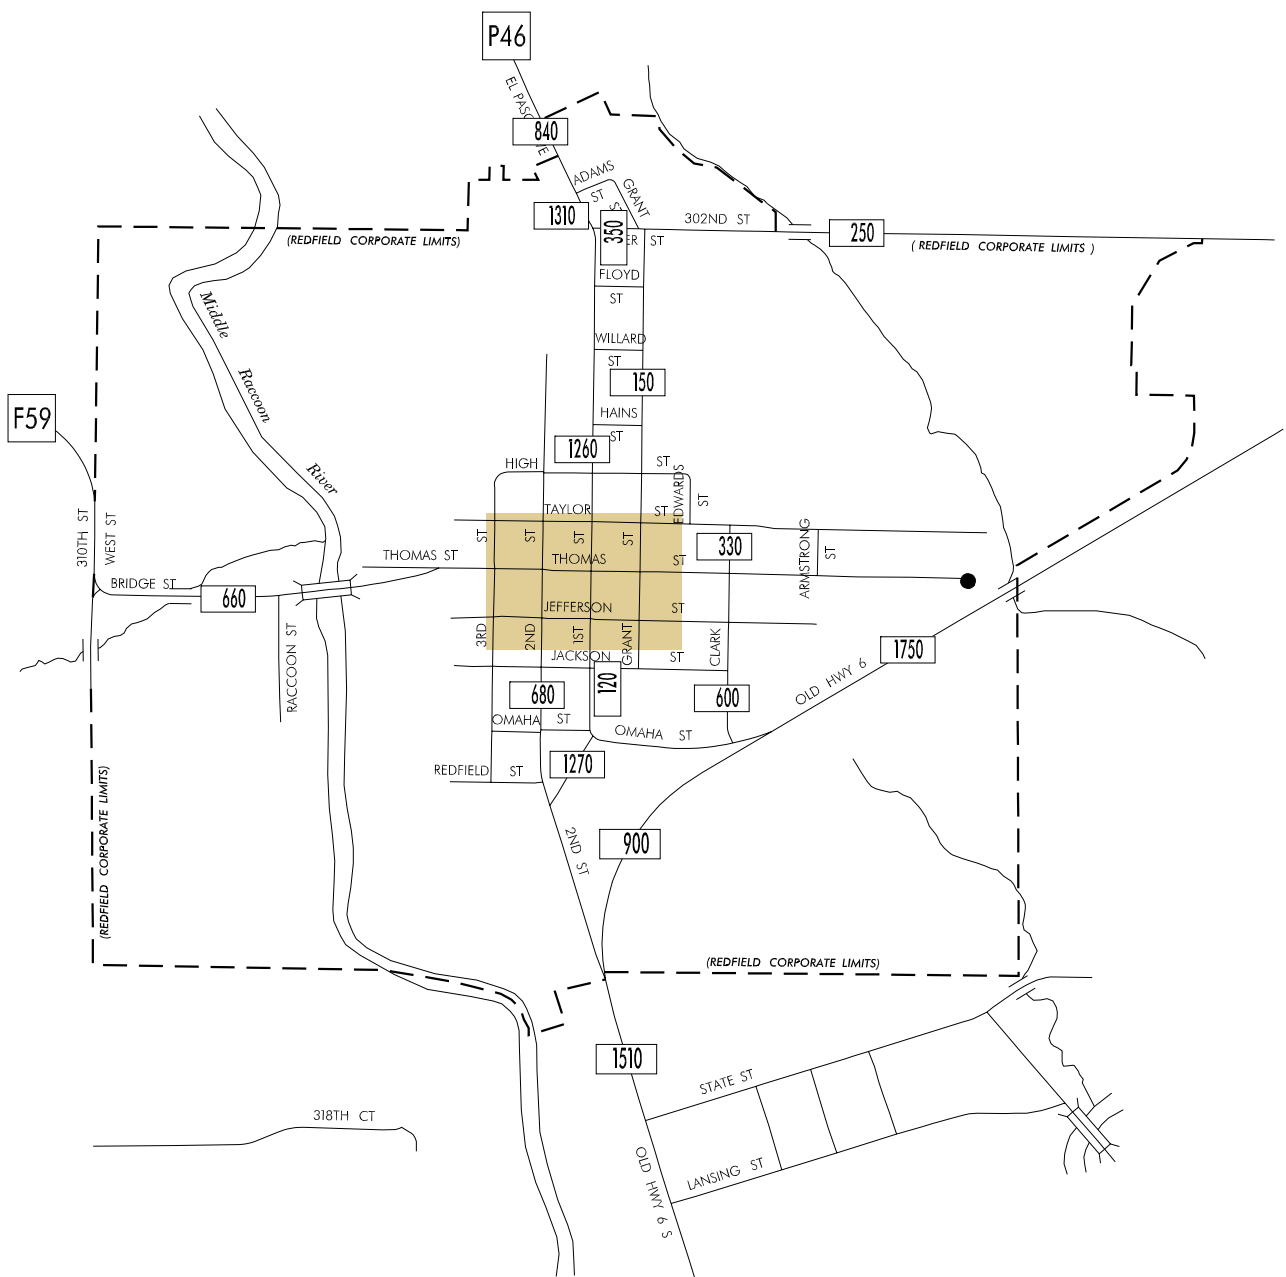 P46
EL PASO
840
ADAMS
ST
GRANT
ST
1310
350
302ND ST
250
(REDFIELD CORPORATE LIMITS)
ER ST
( REDFIELD CORPORATE LIMITS )
FLOYD
ST
Middle
Raccoon
River
WILLARD
ST
150
F59
HAINS
ST
1260
HIGH
ST
EDWARDS
ST
TAYLOR
ST
310TH ST
WEST ST
ST
ST
ST
ST
330
ARMSTRONG
ST
THOMAS ST
THOMAS
ST
BRIDGE ST
660
JEFFERSON
ST
3RD
2ND
1ST
GRANT
CLARK
1750
RACCOON ST
JACKSON
ST
OLD HWY 6
680
120
600
OMAHA ST
OMAHA ST
REDFIELD ST
1270
(REDFIELD CORPORATE LIMITS)
2ND ST
900
(REDFIELD CORPORATE LIMITS)
1510
STATE ST
318TH CT
LANSING ST
OLD HWY 6 S